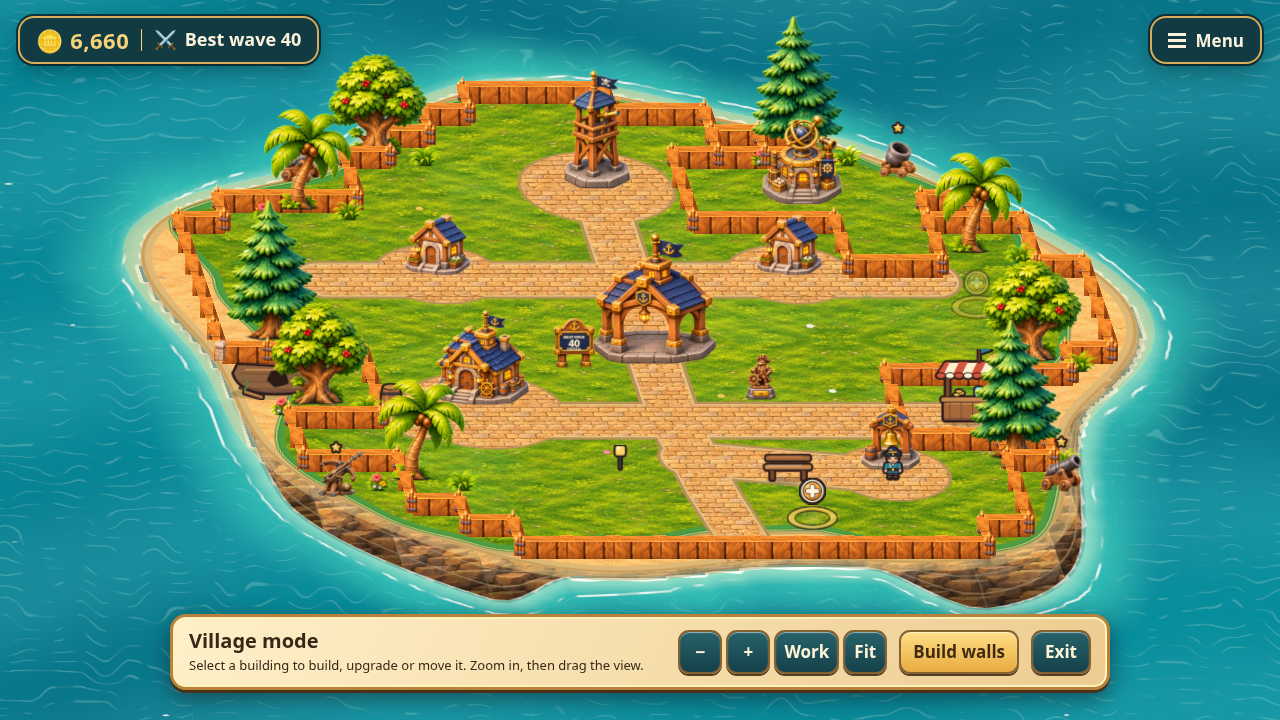 6,660
Best wave 40
Menu
40
Village mode
Select a building to build, upgrade or move it. Zoom in, then drag the view.
−
+
Work
Fit
Build walls
Exit